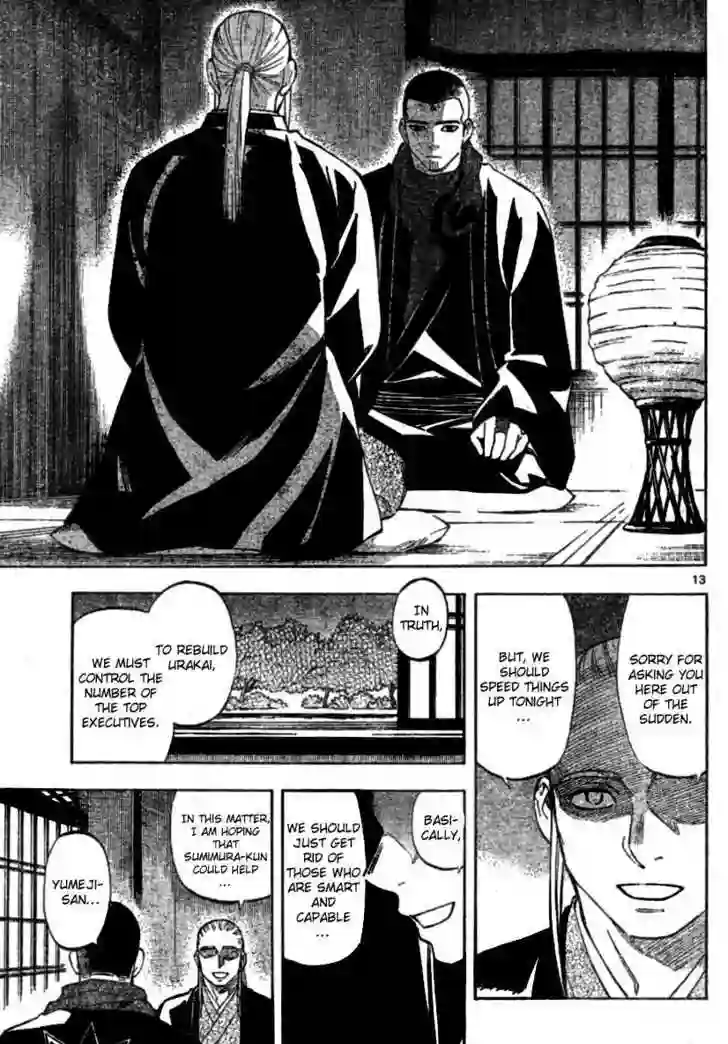 13
SORRY FOR
ASKING YOU
HERE OUT OF
THE SUDDEN.
BUT, WE
SHOULD
SPEED THINGS
UP TONIGHT
...
IN
TRUTH,
TO REBUILD
URAKAI,
WE MUST
CONTROL THE
NUMBER OF
THE TOP
EXECUTIVES.
BASI-
CALLY,
WE SHOULD
JUST GET
RID OF
THOSE WHO
ARE SMART
AND
CAPABLE
...
IN THIS MATTER,
I AM HOPING
THAT
SUMIMURA-KUN
COULD HELP
...
YUMEJI-
SAN...